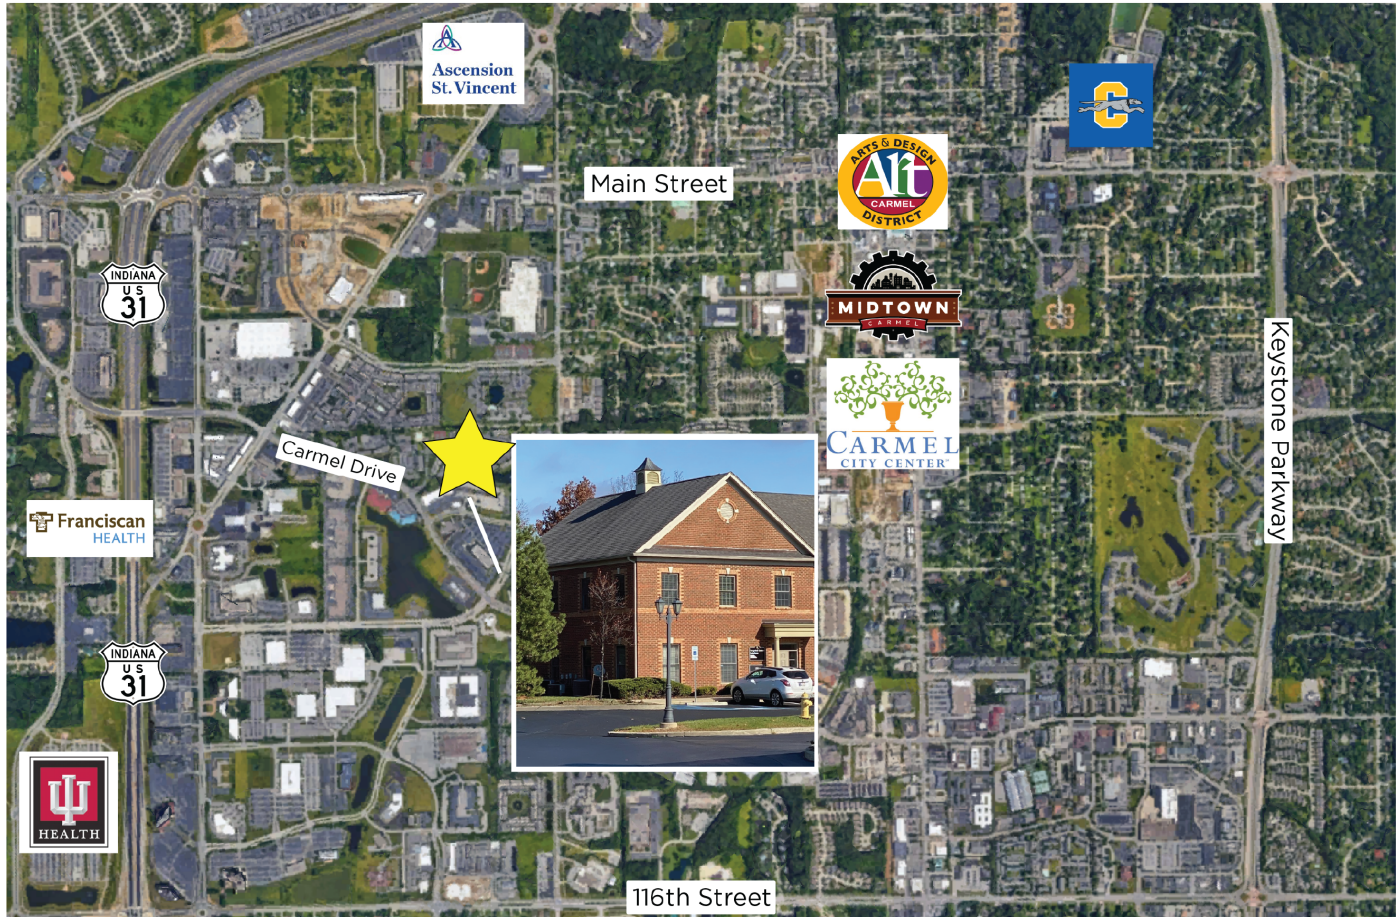 Ascension
St. Vincent
C
ARTS & DESIGN
Art
CARMEL
DISTRICT
Main Street
INDIANA
US
31
MIDTOWN
CARMEL
Keystone Parkway
CARMEL
CITY CENTER
Carmel Drive
Franciscan
HEALTH
INDIANA
US
31
HEALTH
116th Street